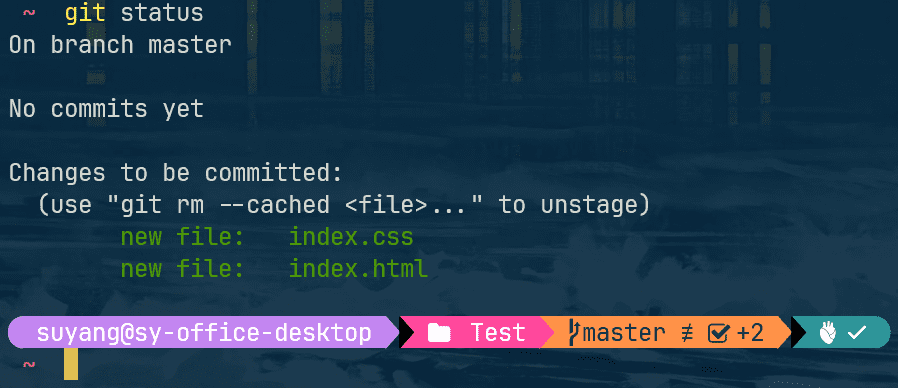 ~ git status
On branch master
No commits yet
Changes to be committed:
(use "git rm --cached <file>..." to unstage)
new file: index.css
new file: index.html
suyang@sy-office-desktop Test master ≢ +2
~